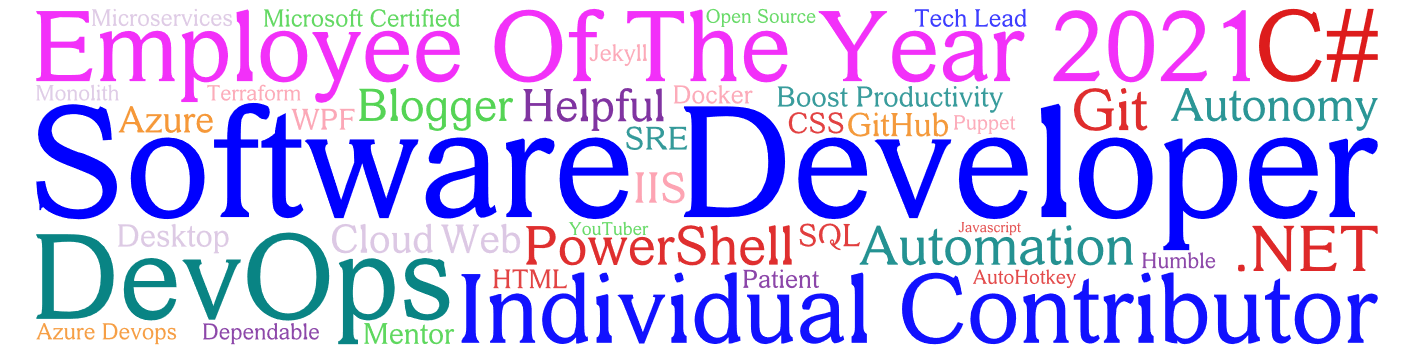 Microservices
Microsoft Certified
Open Source
Tech Lead
Employee Of The Year 2021
C#
Jekyll
Monolith
Terraform
Blogger
Helpful
Docker
Boost Productivity
Git
Autonomy
Azure
WPF
SRE
CSS
GitHub
Puppet
Software Developer
IIS
Desktop
Cloud
Web
YouTuber
PowerShell
SQL
Javascript
Automation
Humble
.NET
DevOps
HTML
Patient
AutoHotkey
Individual Contributor
Azure Devops
Dependable
Mentor